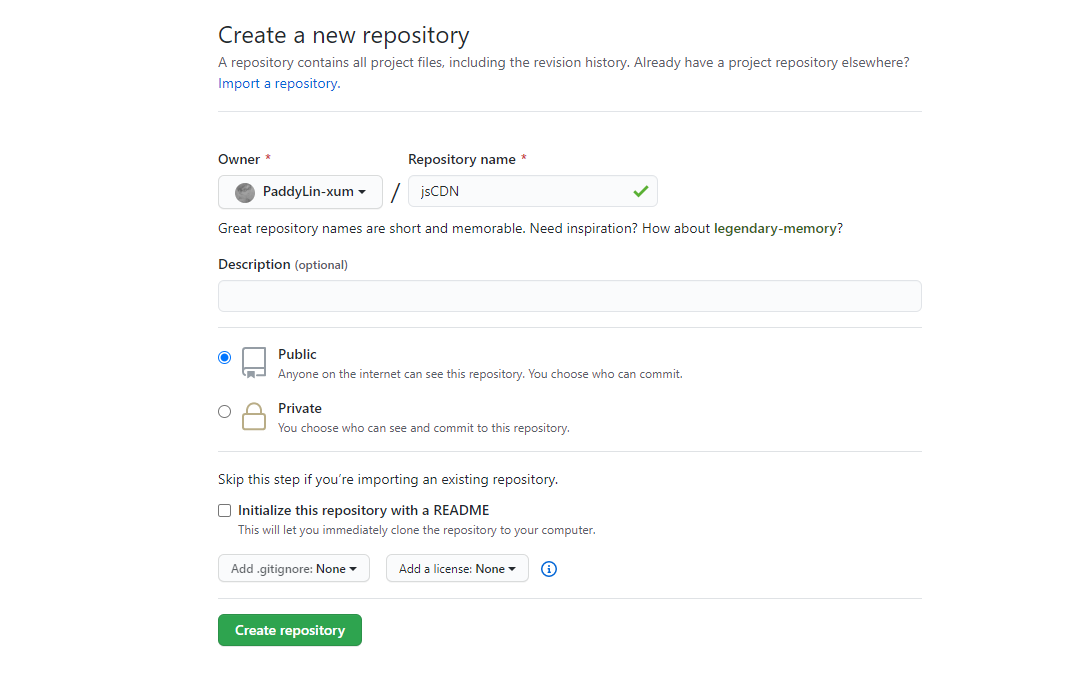 Create a new repository
A repository contains all project files, including the revision history. Already have a project repository elsewhere?
Import a repository.
Owner * Repository name *
PaddyLin-xum / jsCDN
Great repository names are short and memorable. Need inspiration? How about legendary-memory?
Description (optional)
Public
Anyone on the internet can see this repository. You choose who can commit.
Private
You choose who can see and commit to this repository.
Skip this step if you’re importing an existing repository.
Initialize this repository with a README
This will let you immediately clone the repository to your computer.
Add .gitignore: None Add a license: None
Create repository